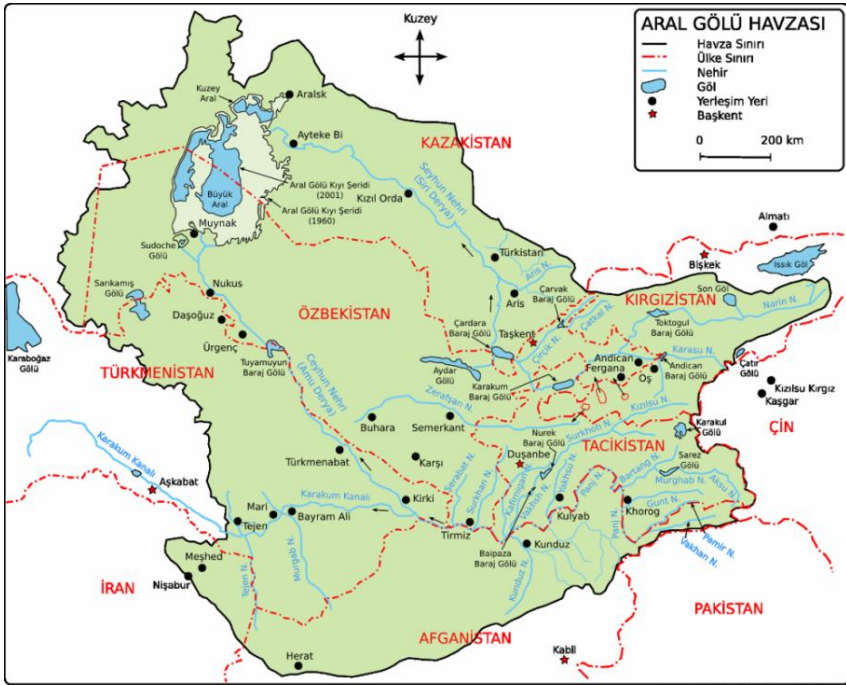 Kuzey
ARAL GÖLÜ HAVZASI
Havza Sınırı
Ülke Sınırı
Nehir
Göl
Yerleşim Yeri
Başkent
0
200 km
Kuzey
Aral
Aralsk
Ayteke Bi
KAZAKİSTAN
Seyhun Nehri
(Siri Derya)
Büyük
Aral
Aral Gölü Kıyı Şeridi
(2001)
Aral Gölü Kıyı Şeridi
(1960)
Kızıl Orda
Muynak
Sudoche
Gölü
Türkistan
Aris N.
Aris
Almatı
Bişkek
Issık Göl
Sarıkamış
Gölü
Nukus
Daşoğuz
Ürgenç
ÖZBEKİSTAN
Çarvak
Baraj Gölü
Çardara
Baraj Gölü
Taşkent
Çatkal N.
Çirçik N.
KIRGIZİSTAN
Son Göl
Narin N.
Toktogul
Baraj Gölü
Karaboğaz
Gölü
TÜRKMENİSTAN
Tuyamuyun
Baraj Gölü
Ceyhun Nehri
(Amu Derya)
Aydar
Gölü
Karakum
Baraj Gölü
Andican
Fergana
Karasu N.
Oş
Andican
Baraj Gölü
Çatır
Gölü
Kızılsu Kırgız
Kaşgar
ÇİN
Zerafşan N.
Buhara
Semerkant
Kızılsu N.
Surkhob N.
Karakul
Gölü
Nurek
Baraj Gölü
TACİKİSTAN
Duşanbe
Sarez
Gölü
Karakum Kanalı
Aşkabat
Türkmenabat
Karşı
Serabat N.
Surkhan N.
Kafirnigan N.
Vakhsh N.
Yakhsu N.
Panj N.
Bartang N.
Murghab N.
Aksu N.
Gunt N.
Pamir N.
Vakhan N.
Mari
Karakum Kanalı
Kirki
Tejen
Bayram Ali
Tirmiz
Kulyab
Khorog
Panj N.
Baipaza
Baraj Gölü
Kunduz
Kunduz N.
Meşhed
Nişabur
Tejen N.
Murgab N.
İRAN
AFGANİSTAN
PAKİSTAN
Herat
Kabil